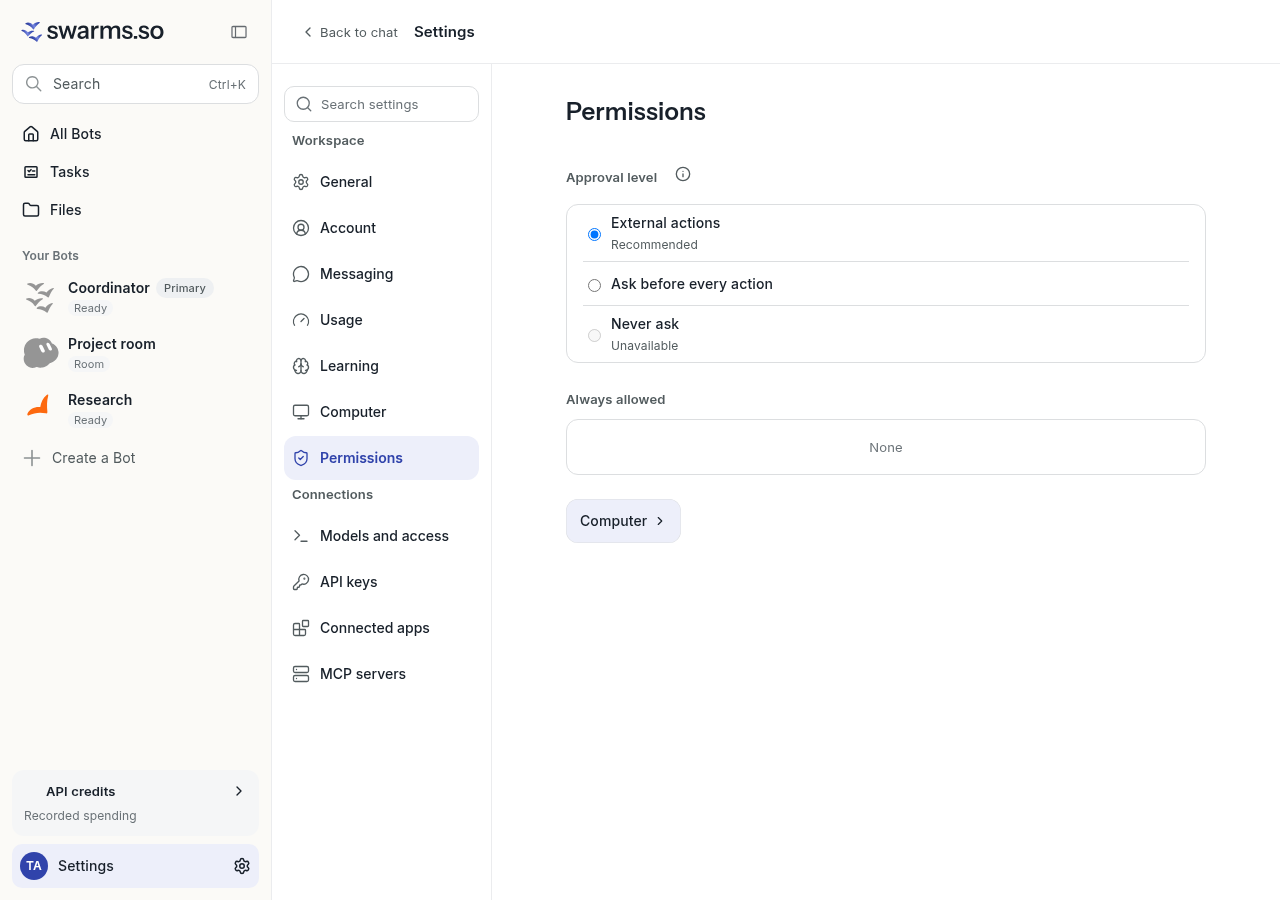 swarms.so
Search Ctrl+K
All Bots
Tasks
Files
Your Bots
Coordinator Primary
Ready
Project room
Room
Research
Ready
Create a Bot
API credits
Recorded spending
TA Settings
Back to chat Settings
Search settings
Workspace
General
Account
Messaging
Usage
Learning
Computer
Permissions
Connections
Models and access
API keys
Connected apps
MCP servers
Permissions
Approval level
External actions
Recommended
Ask before every action
Never ask
Unavailable
Always allowed
None
Computer